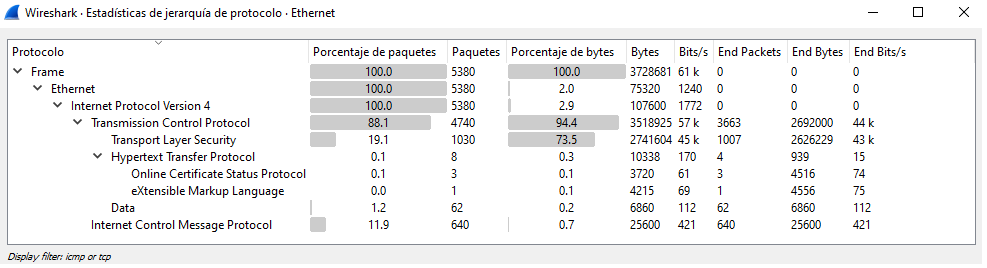 Wireshark · Estadísticas de jerarquía de protocolo · Ethernet
Protocolo Porcentaje de paquetes Paquetes Porcentaje de bytes Bytes Bits/s End Packets End Bytes End Bits/s
Frame 100.0 5380 100.0 3728681 61 k 0 0 0
Ethernet 100.0 5380 2.0 75320 1240 0 0 0
Internet Protocol Version 4 100.0 5380 2.9 107600 1772 0 0 0
Transmission Control Protocol 88.1 4740 94.4 3518925 57 k 3663 2692000 44 k
Transport Layer Security 19.1 1030 73.5 2741604 45 k 1007 2626229 43 k
Hypertext Transfer Protocol 0.1 8 0.3 10338 170 4 939 15
Online Certificate Status Protocol 0.1 3 0.1 3720 61 3 4516 74
eXtensible Markup Language 0.0 1 0.1 4215 69 1 4556 75
Data 1.2 62 0.2 6860 112 62 6860 112
Internet Control Message Protocol 11.9 640 0.7 25600 421 640 25600 421
Display filter: icmp or tcp